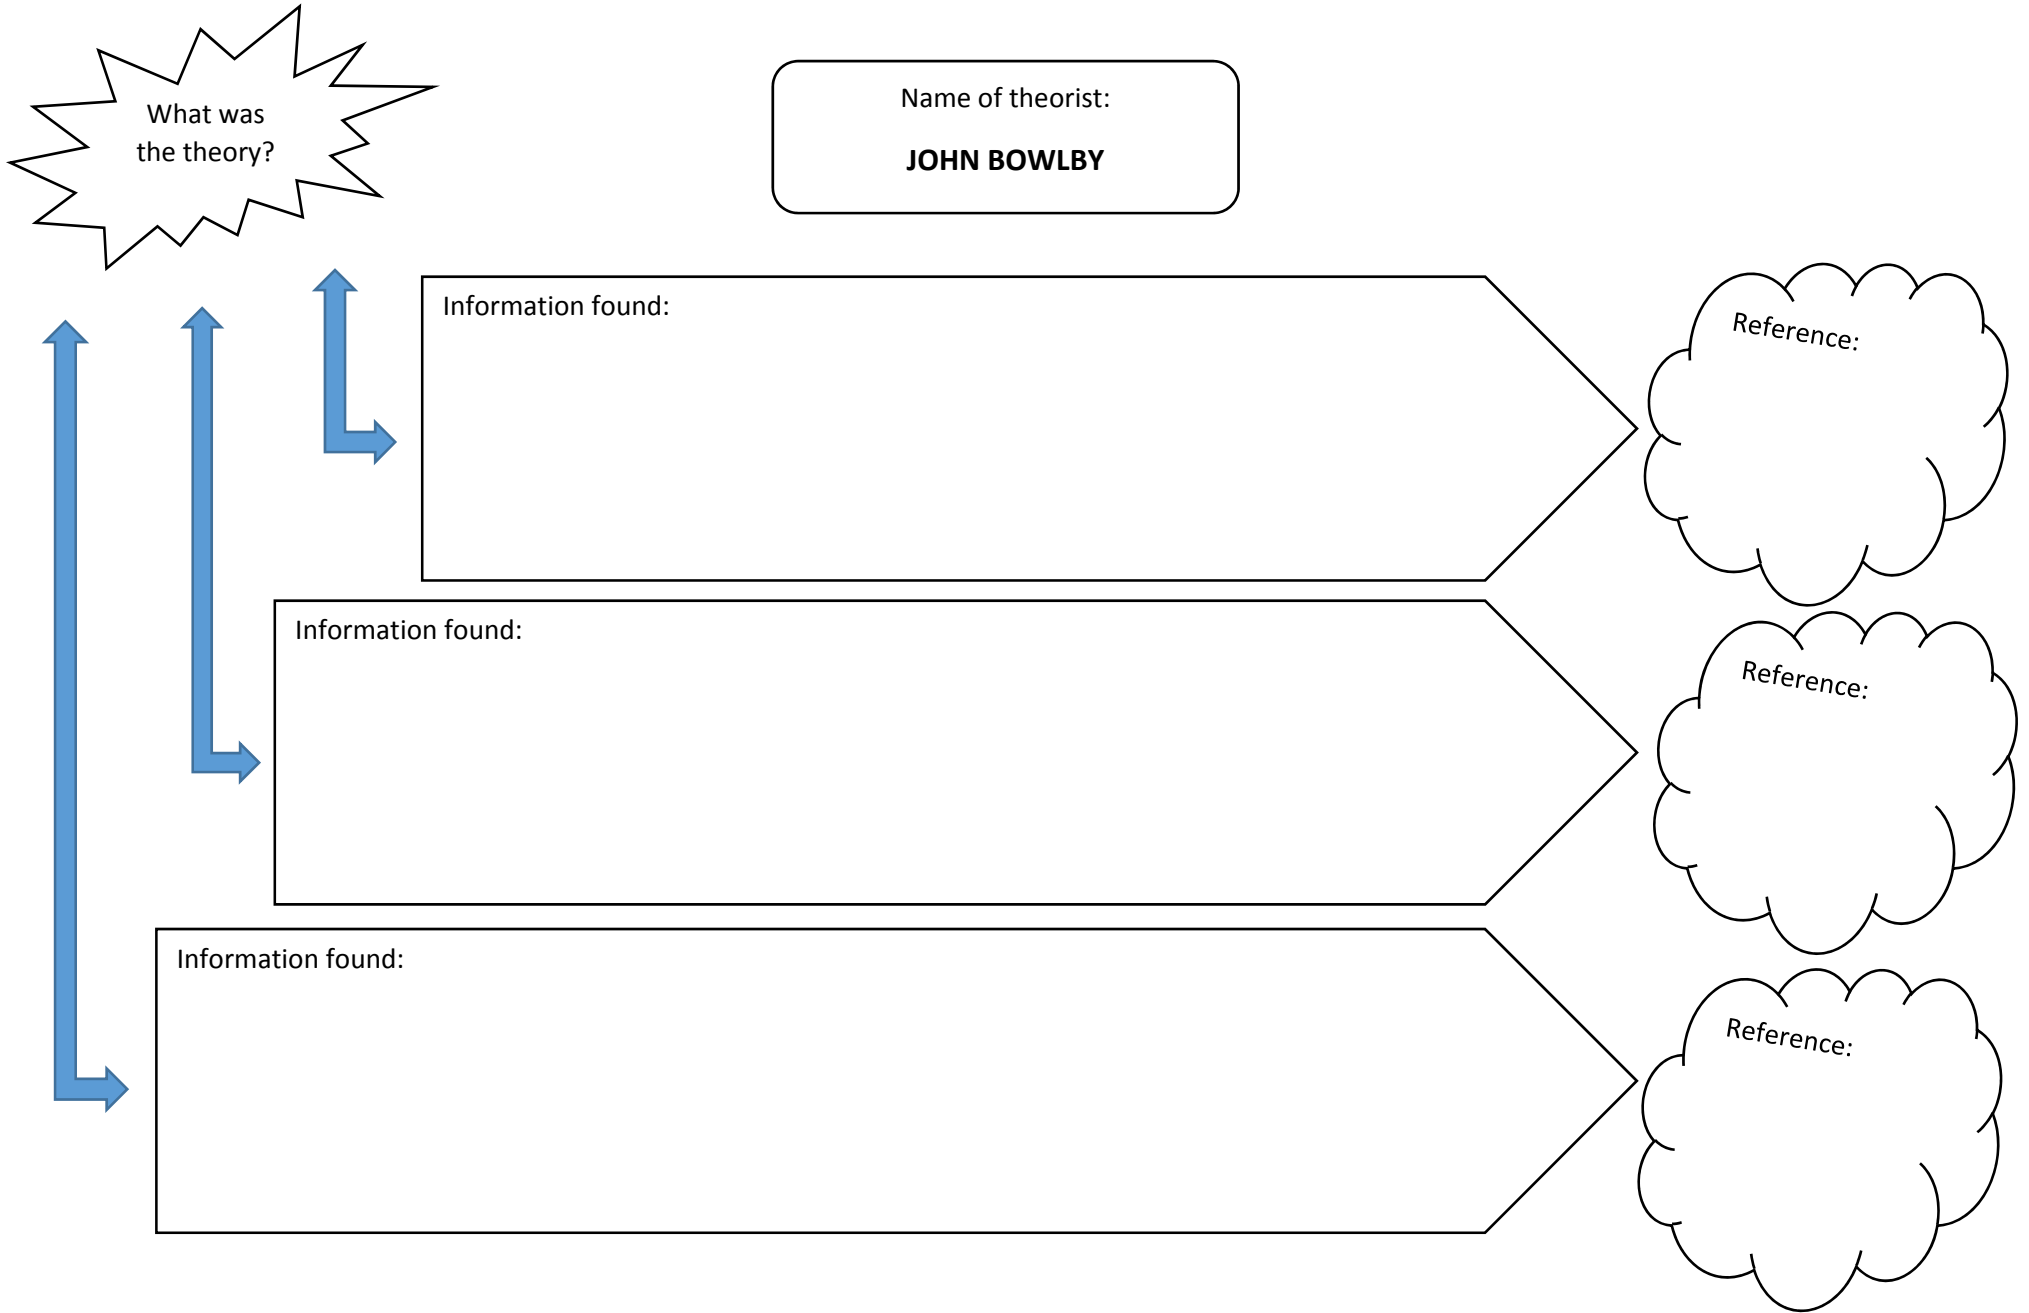 What was
the theory?
Name of theorist:
JOHN BOWLBY
Information found:
Reference:
Information found:
Reference:
Information found:
Reference: